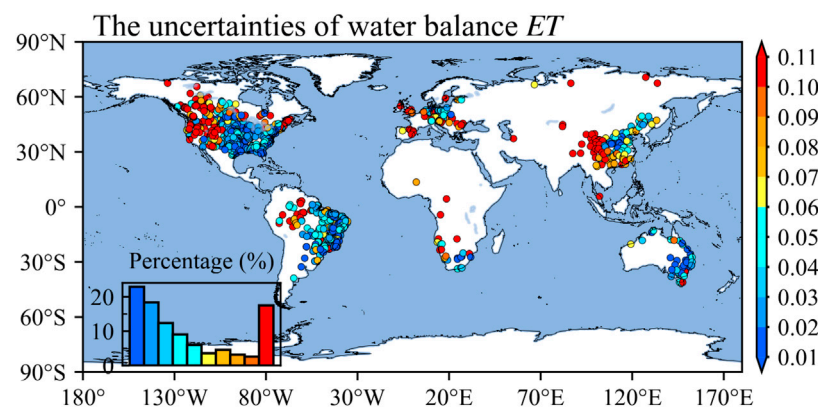 The uncertainties of water balance ET
90°N
60°N
30°N
0°
30°S
60°S
90°S
180°
130°W
80°W
30°W
20°E
70°E
120°E
170°E
Percentage (%)
20
10
0
0.11
0.10
0.09
0.08
0.07
0.06
0.05
0.04
0.03
0.02
0.01